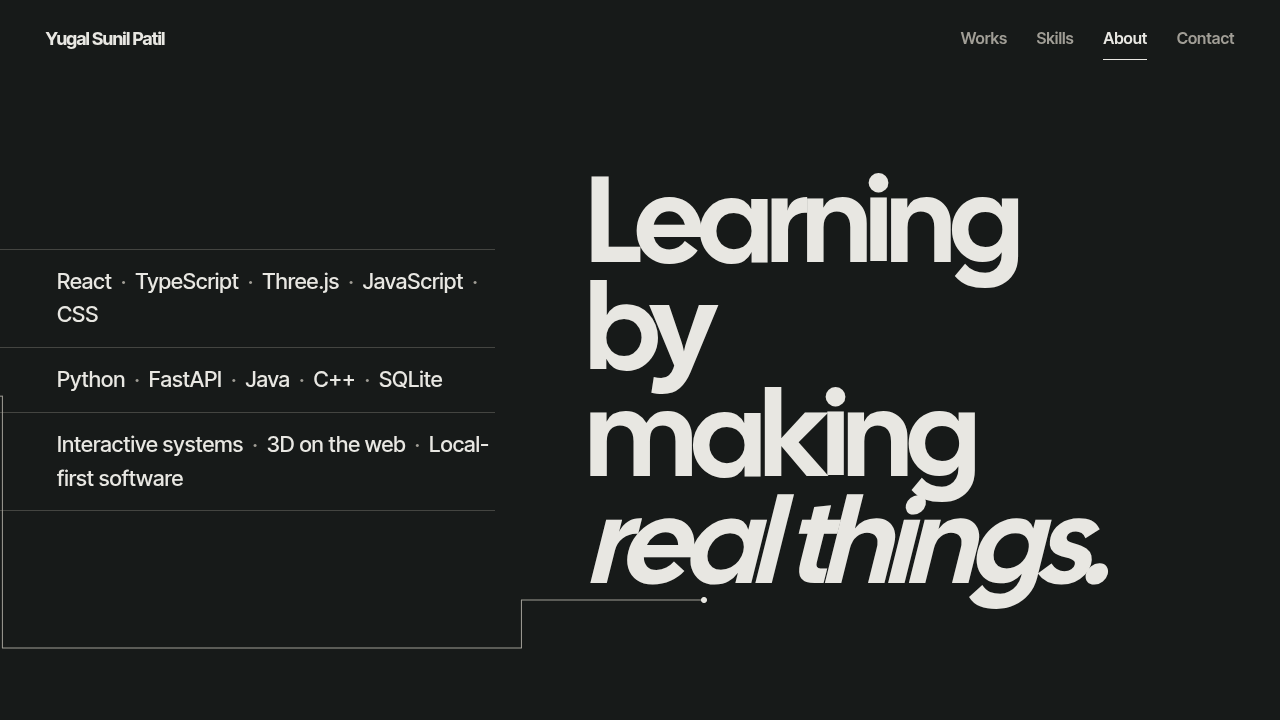 Yugal Sunil Patil
Works
Skills
About
Contact
React · TypeScript · Three.js · JavaScript ·
CSS
Python · FastAPI · Java · C++ · SQLite
Interactive systems · 3D on the web · Local-
first software
Learning
by
making
real things.